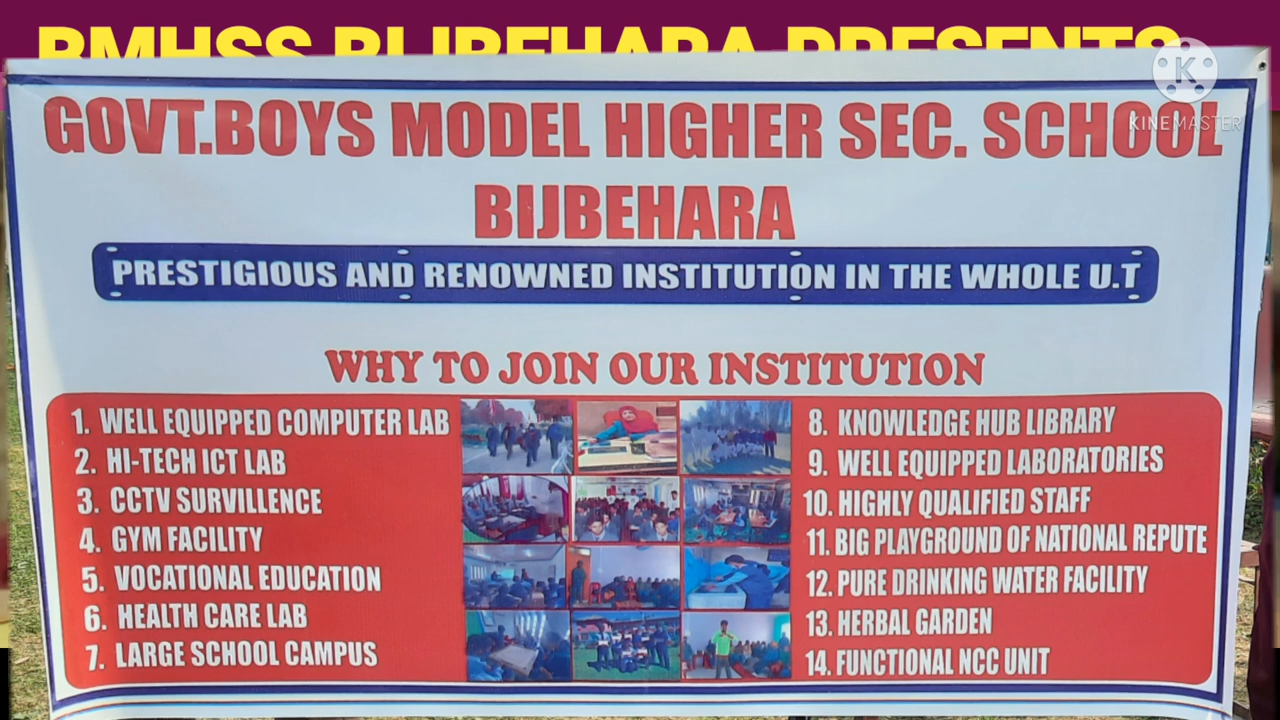 BMHSS BIJBEHARA PRESENTS
KINEMASTER
GOVT.BOYS MODEL HIGHER SEC. SCHOOL
BIJBEHARA
PRESTIGIOUS AND RENOWNED INSTITUTION IN THE WHOLE U.T
WHY TO JOIN OUR INSTITUTION
1. WELL EQUIPPED COMPUTER LAB
2. HI-TECH ICT LAB
3. CCTV SURVILLENCE
4. GYM FACILITY
5. VOCATIONAL EDUCATION
6. HEALTH CARE LAB
7. LARGE SCHOOL CAMPUS
8. KNOWLEDGE HUB LIBRARY
9. WELL EQUIPPED LABORATORIES
10. HIGHLY QUALIFIED STAFF
11. BIG PLAYGROUND OF NATIONAL REPUTE
12. PURE DRINKING WATER FACILITY
13. HERBAL GARDEN
14. FUNCTIONAL NCC UNIT